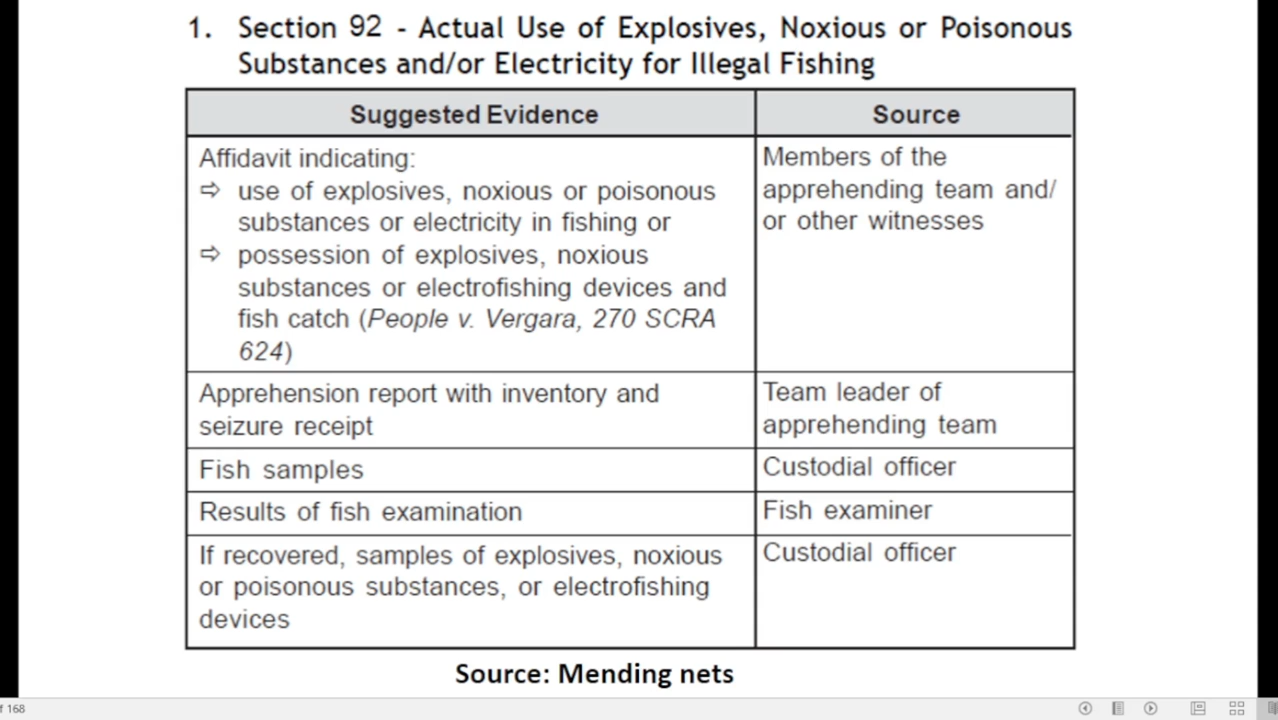 1. Section 92 - Actual Use of Explosives, Noxious or Poisonous
Substances and/or Electricity for Illegal Fishing
Suggested Evidence
Source
Affidavit indicating:
⇨ use of explosives, noxious or poisonous
substances or electricity in fishing or
⇨ possession of explosives, noxious
substances or electrofishing devices and
fish catch (People v. Vergara, 270 SCRA
624)
Members of the
apprehending team and/
or other witnesses
Apprehension report with inventory and
seizure receipt
Team leader of
apprehending team
Fish samples
Custodial officer
Results of fish examination
Fish examiner
If recovered, samples of explosives, noxious
or poisonous substances, or electrofishing
devices
Custodial officer
Source: Mending nets
f 168